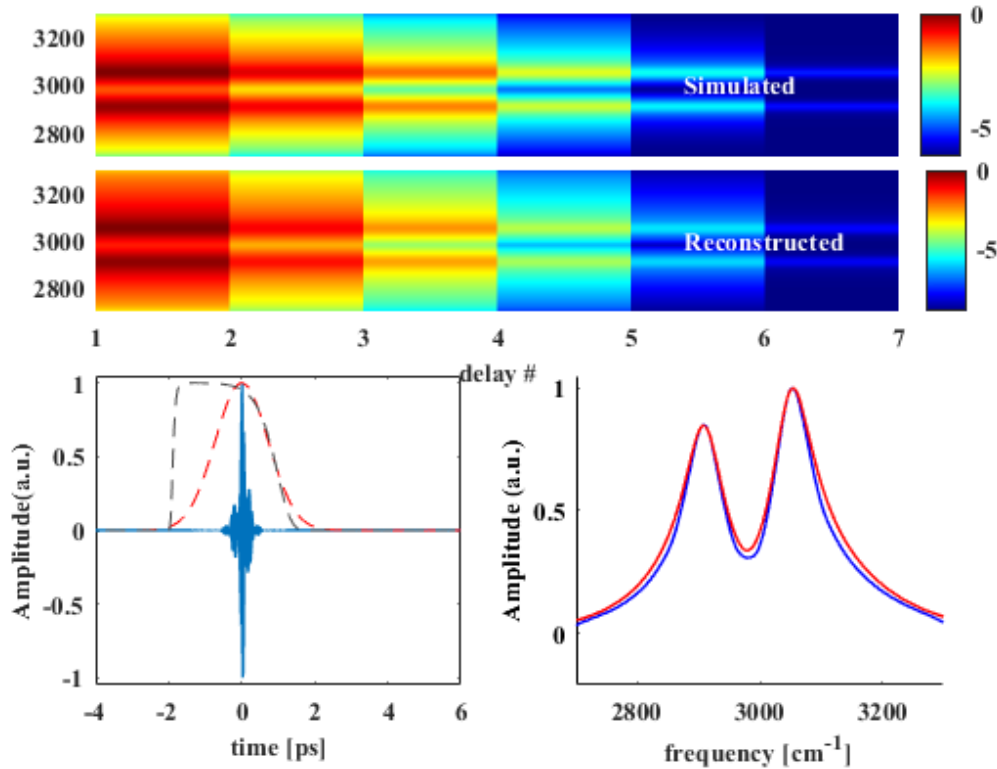 3200
3000
2800
Simulated
0
-5
3200
3000
2800
Reconstructed
0
-5
1 2 3 4 5 6 7
delay #
1
0.5
0
-0.5
-1
Amplitude(a.u.)
-4 -2 0 2 4 6
time [ps]
1
0.5
0
Amplitude (a.u.)
2800 3000 3200
frequency [cm⁻¹]